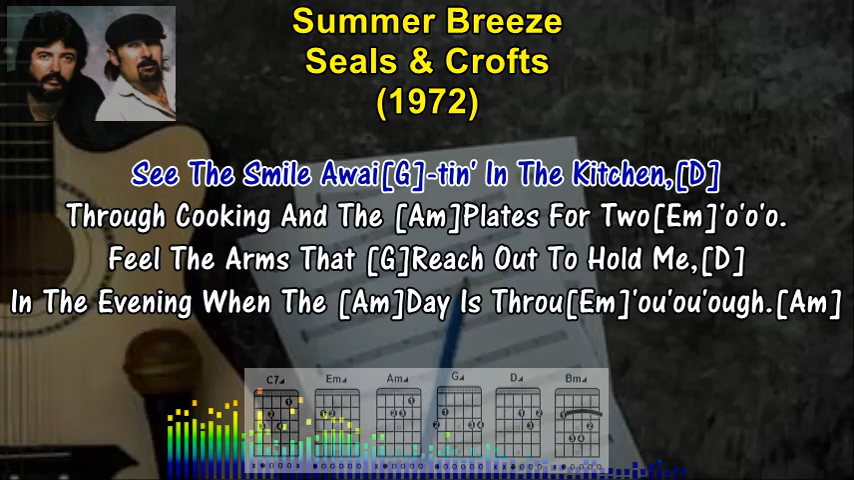 Summer Breeze
Seals & Crofts
(1972)
See The Smile Awai[G]-tin' In The Kitchen,[D]
Through Cooking And The [Am]Plates For Two[Em]'o'o'o.
Feel The Arms That [G]Reach Out To Hold Me,[D]
In The Evening When The [Am]Day Is Throu[Em]'ou'ou'ough.[Am]
C7 Em Am G D Bm